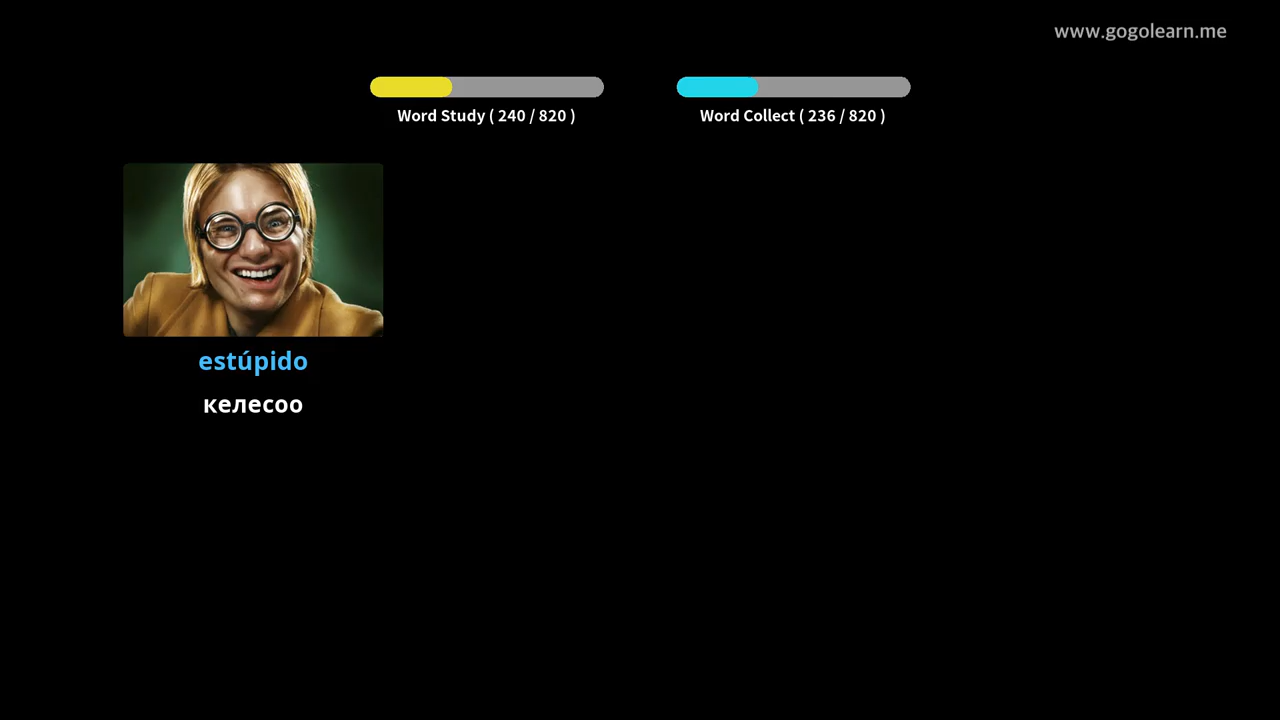 www.gogolearn.me
Word Study ( 240 / 820 )
Word Collect ( 236 / 820 )
estúpido
келесоо